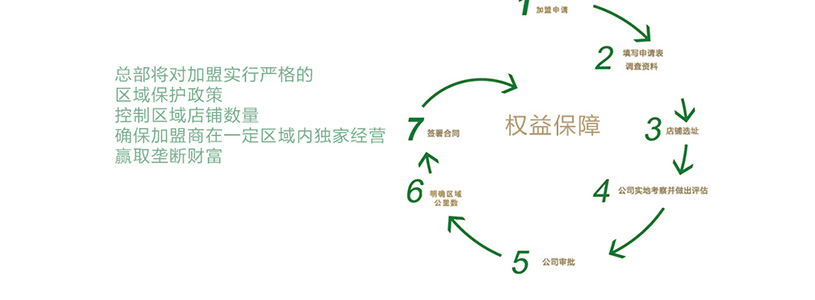 总部将对加盟实行严格的
区域保护政策
控制区域店铺数量
确保加盟商在一定区域内独家经营
赢取垄断财富
权益保障
1 加盟申请
2 填写申请表
调查资料
3 店铺选址
4 公司实地考察并做出评估
5 公司审批
6 明确区域
公里数
7 签署合同